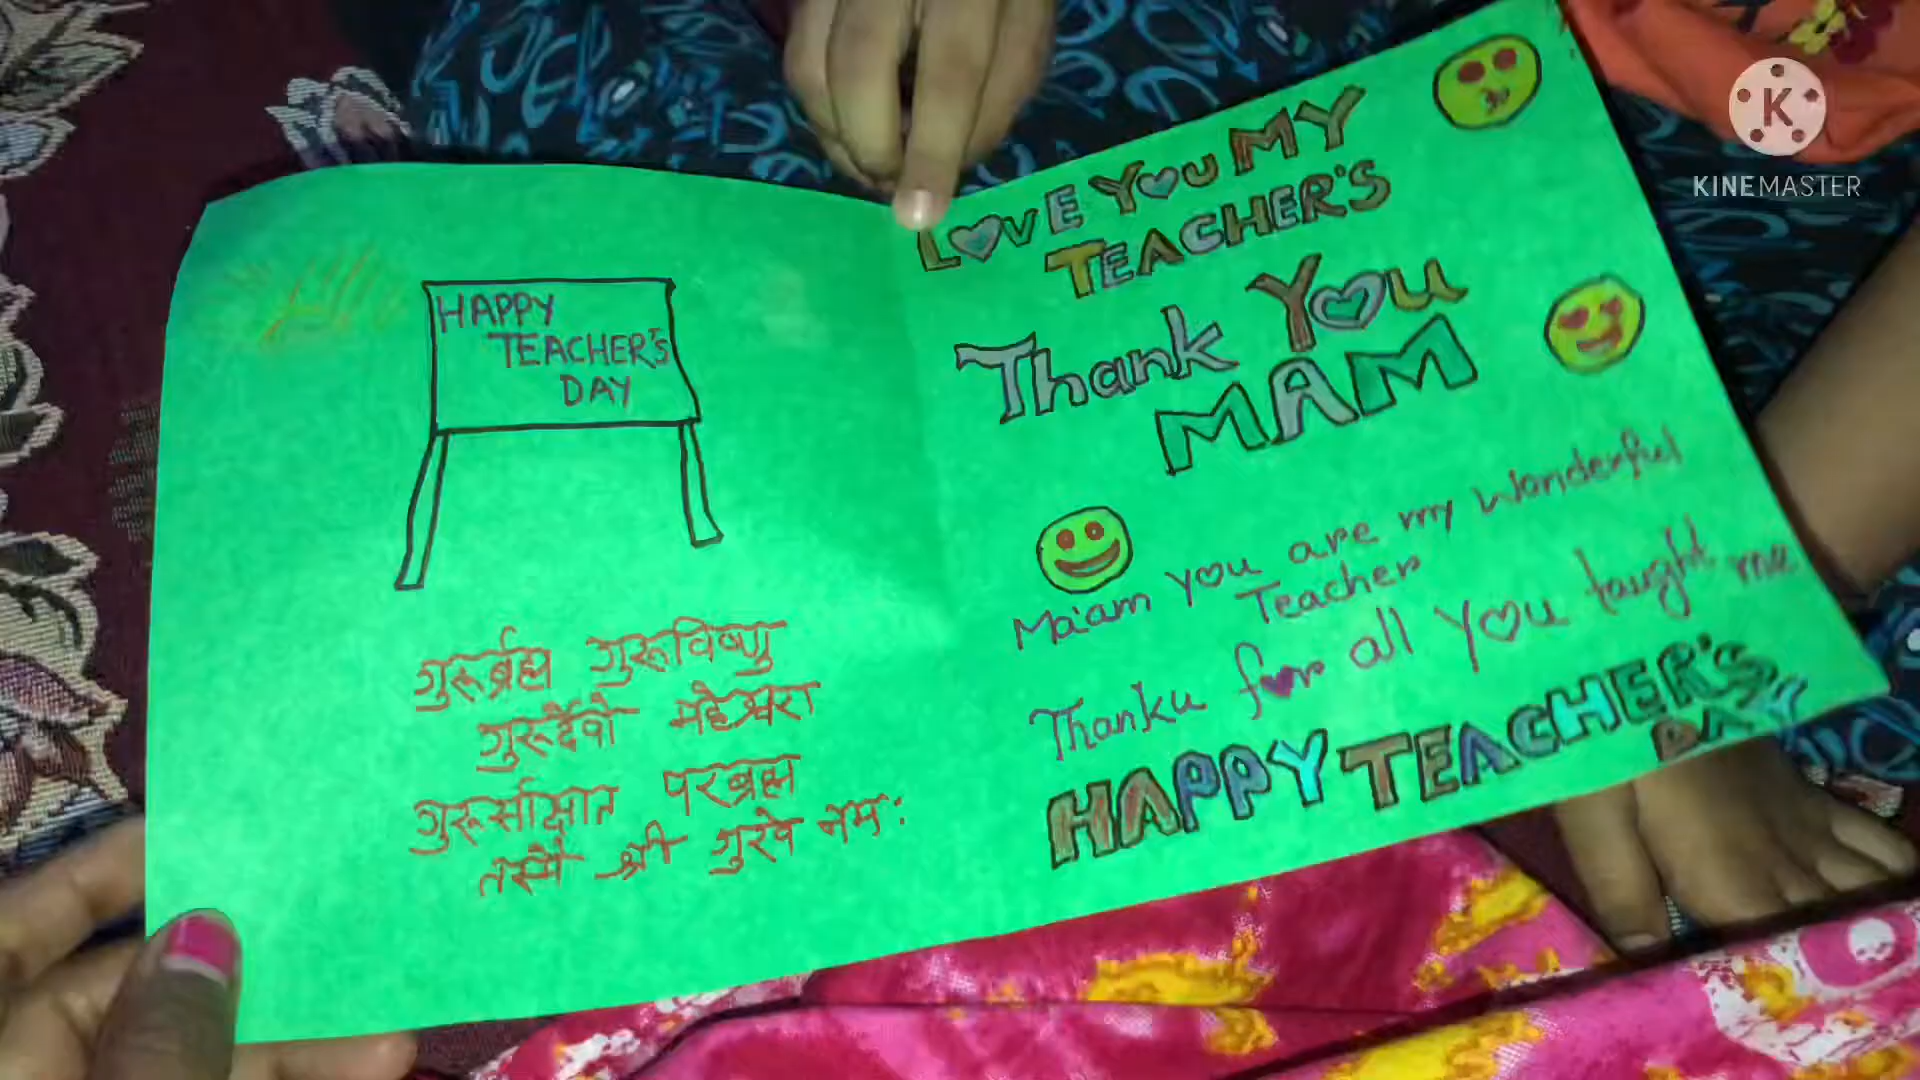 HAPPY
TEACHER'S
DAY
गुरूर्ब्रह्म गुरूविष्णु
गुरूर्देवो महेश्वरा
गुरूर्साक्षात परब्रह्म
तस्मै श्री गुरवे नम:
LOVE YOU MY
TEACHER'S
Thank YOU
MAM
Ma'am you are my Wonderful
Teacher
Thanku for all You taught me
HAPPY TEACHER'S
DAY
KINEMASTER